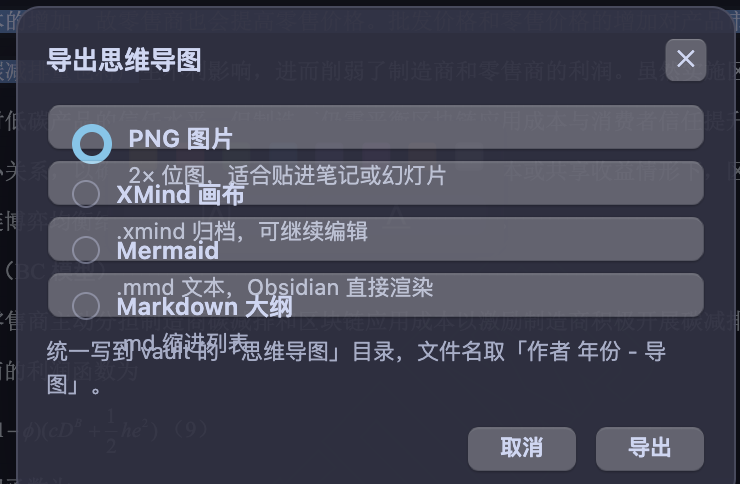 导出思维导图
PNG 图片
2× 位图，适合贴进笔记或幻灯片
XMind 画布
.xmind 归档，可继续编辑
Mermaid
.mmd 文本，Obsidian 直接渲染
Markdown 大纲
.md 缩进列表
统一写到 vault 的「思维导图」目录，文件名取「作者 年份 - 导
图」。
取消
导出